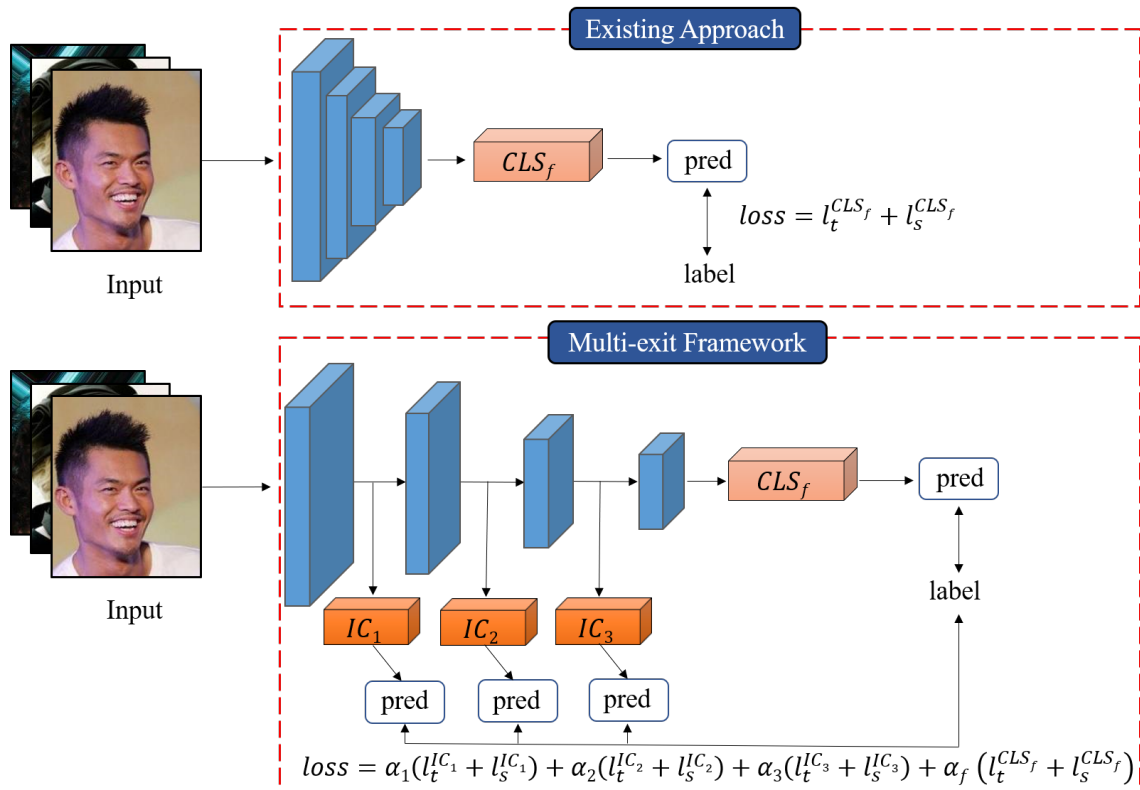 Existing Approach
CLS_f
pred
loss = l_t^{CLS_f} + l_s^{CLS_f}
label
Input
Multi-exit Framework
CLS_f
pred
label
Input
IC_1
IC_2
IC_3
pred
pred
pred
loss = α_1(l_t^{IC_1} + l_s^{IC_1}) + α_2(l_t^{IC_2} + l_s^{IC_2}) + α_3(l_t^{IC_3} + l_s^{IC_3}) + α_f (l_t^{CLS_f} + l_s^{CLS_f})